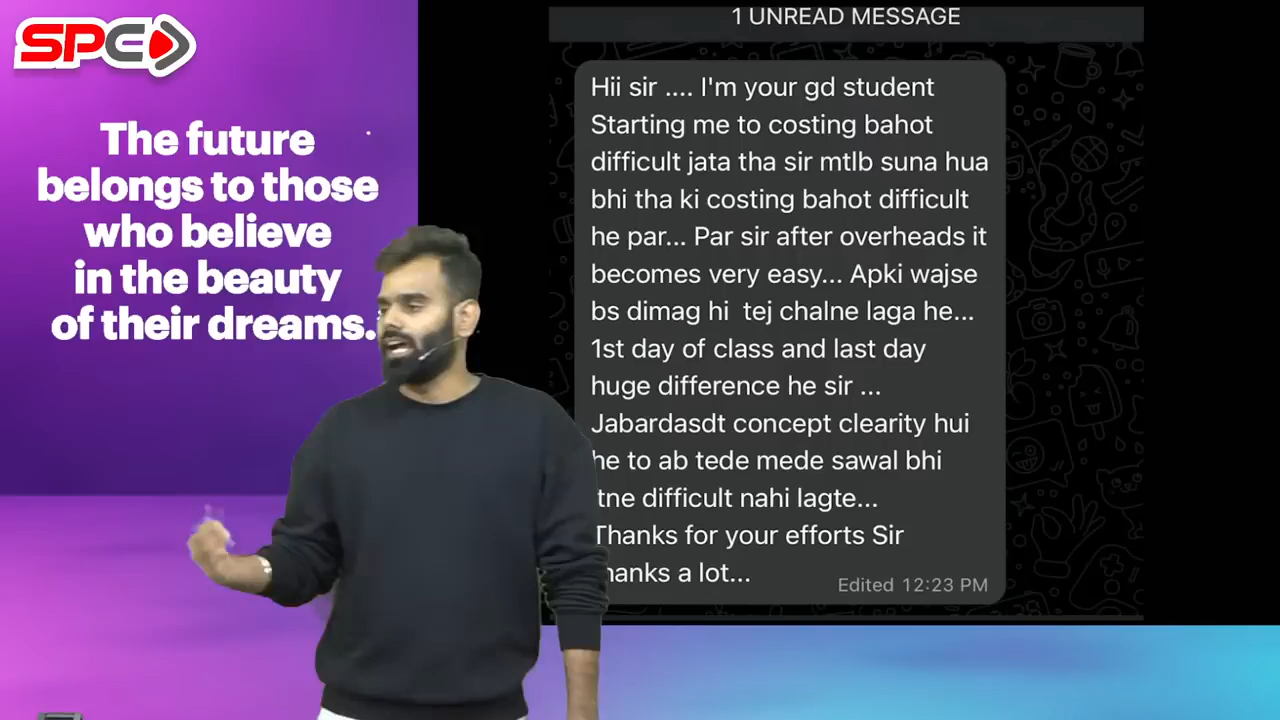 SPC
The future
belongs to those
who believe
in the beauty
of their dreams.
1 UNREAD MESSAGE
Hii sir .... I'm your gd student
Starting me to costing bahot
difficult jata tha sir mtlb suna hua
bhi tha ki costing bahot difficult
he par... Par sir after overheads it
becomes very easy... Apki wajse
bs dimag hi tej chalne laga he...
1st day of class and last day
huge difference he sir ...
Jabardasdt concept clearity hui
he to ab tede mede sawal bhi
itne difficult nahi lagte...
Thanks for your efforts Sir
hanks a lot...
Edited 12:23 PM